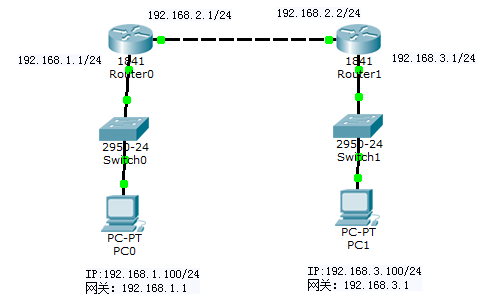 192.168.2.1/24
192.168.2.2/24
192.168.1.1/24
1841
Router0
1841
Router1
192.168.3.1/24
2950-24
Switch0
2950-24
Switch1
PC-PT
PC0
PC-PT
PC1
IP:192.168.1.100/24
网关：192.168.1.1
IP:192.168.3.100/24
网关：192.168.3.1